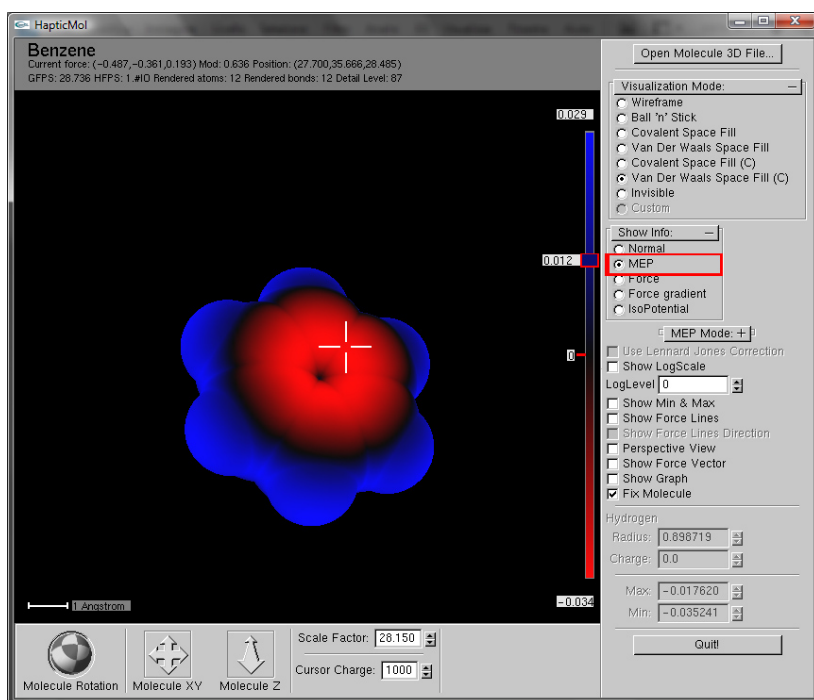 HapticMol
Benzene
Current force: (-0.487,-0.361,0.193) Mod: 0.636 Position: (27.700,35.666,28.485)
GFPS: 28.736 HFPS: 1.#IO Rendered atoms: 12 Rendered bonds: 12 Detail Level: 87
0.029
0.012
0
-0.034
1 Angstrom
Open Molecule 3D File...
Visualization Mode: —
Wireframe
Ball 'n' Stick
Covalent Space Fill
Van Der Waals Space Fill
Covalent Space Fill (C)
Van Der Waals Space Fill (C)
Invisible
Custom
Show Info: —
Normal
MEP
Force
Force gradient
IsoPotential
MEP Mode: +
Use Lennard Jones Correction
Show LogScale
LogLevel 0
Show Min & Max
Show Force Lines
Show Force Lines Direction
Perspective View
Show Force Vector
Show Graph
Fix Molecule
Hydrogen
Radius: 0.898719
Charge: 0.0
Max: -0.017620
Min: -0.035241
Quit!
Molecule Rotation
Molecule XY
Molecule Z
Scale Factor: 28.150
Cursor Charge: 1000